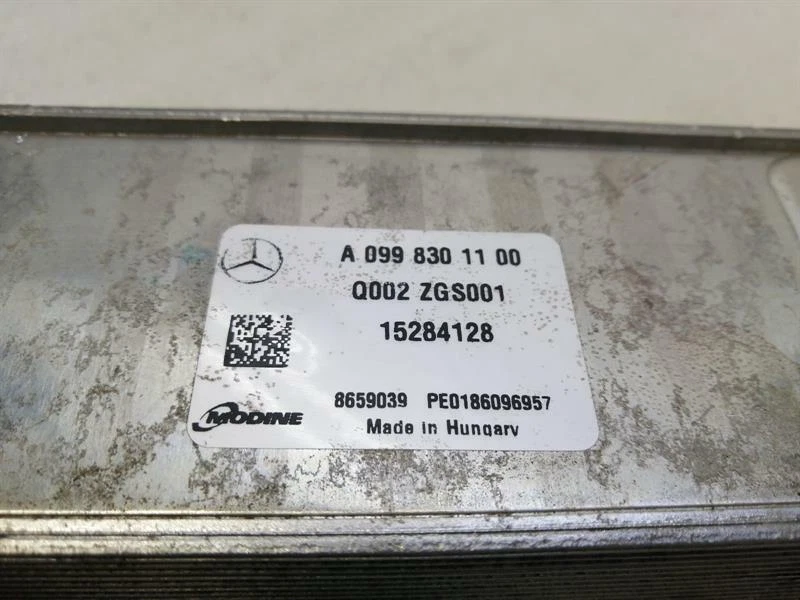 A 099 830 11 00
Q002 ZGS001
15284128
8659039 PE0186096957
MODINE
Made in Hungary